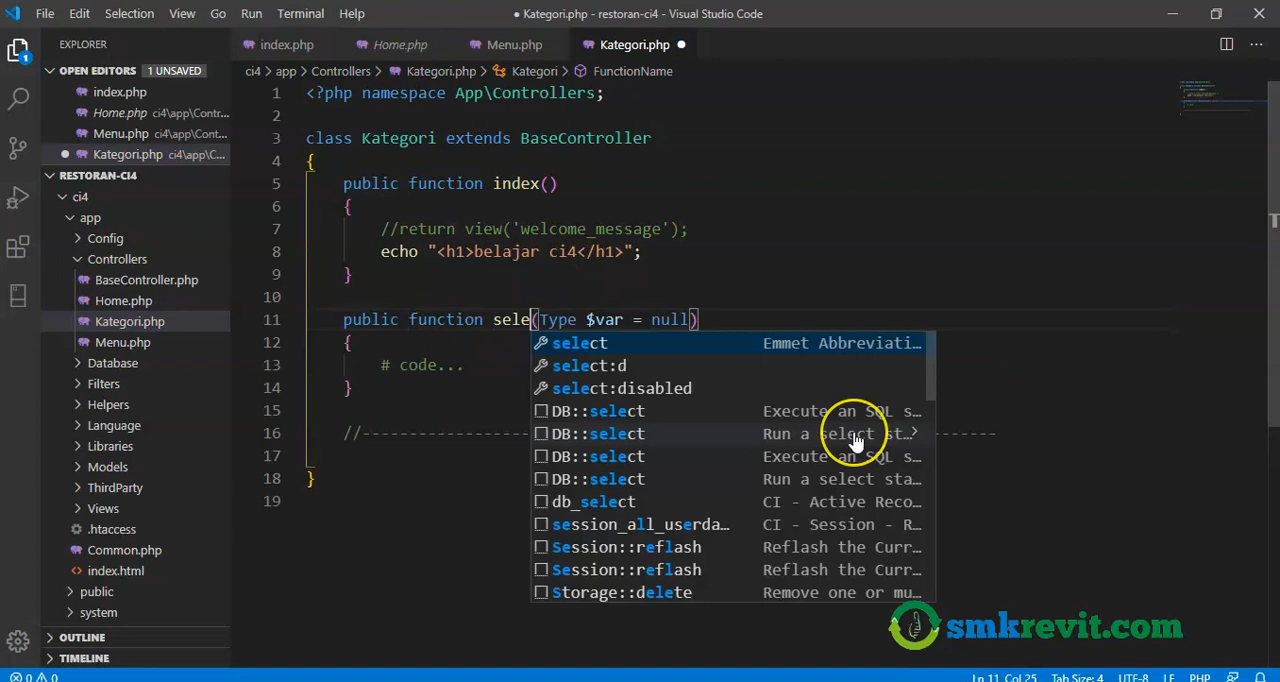 File Edit Selection View Go Run Terminal Help ● Kategori.php - restoran-ci4 - Visual Studio Code
EXPLORER
OPEN EDITORS 1 UNSAVED
index.php
Home.php ci4\app\Contr...
Menu.php ci4\app\Cont...
Kategori.php ci4\app\C...
RESTORAN-CI4
ci4
app
Config
Controllers
BaseController.php
Home.php
Kategori.php
Menu.php
Database
Filters
Helpers
Language
Libraries
Models
ThirdParty
Views
.htaccess
Common.php
index.html
public
system
OUTLINE
TIMELINE
1
index.php Home.php Menu.php Kategori.php ●
ci4 > app > Controllers > Kategori.php > Kategori > FunctionName
1 <?php namespace App\Controllers;
2
3 class Kategori extends BaseController
4 {
5 public function index()
6 {
7 //return view('welcome_message');
8 echo "<h1>belajar ci4</h1>";
9 }
10
11 public function sele(Type $var = null)
12 {
13 # code...
14 }
15
16 //------------------
17
18 }
19
select Emmet Abbreviati...
select:d
select:disabled
DB::select Execute an SQL s...
DB::select Run a select st...
DB::select Execute an SQL s...
DB::select Run a select sta...
db_select CI - Active Reco...
session_all_userda... CI - Session - R...
Session::reflash Reflash the Curr...
Session::reflash Reflash the Curr...
Storage::delete Remove one or mu...
smkrevit.com
0 0 Ln 11, Col 25 Tab Size: 4 UTF-8 LF PHP